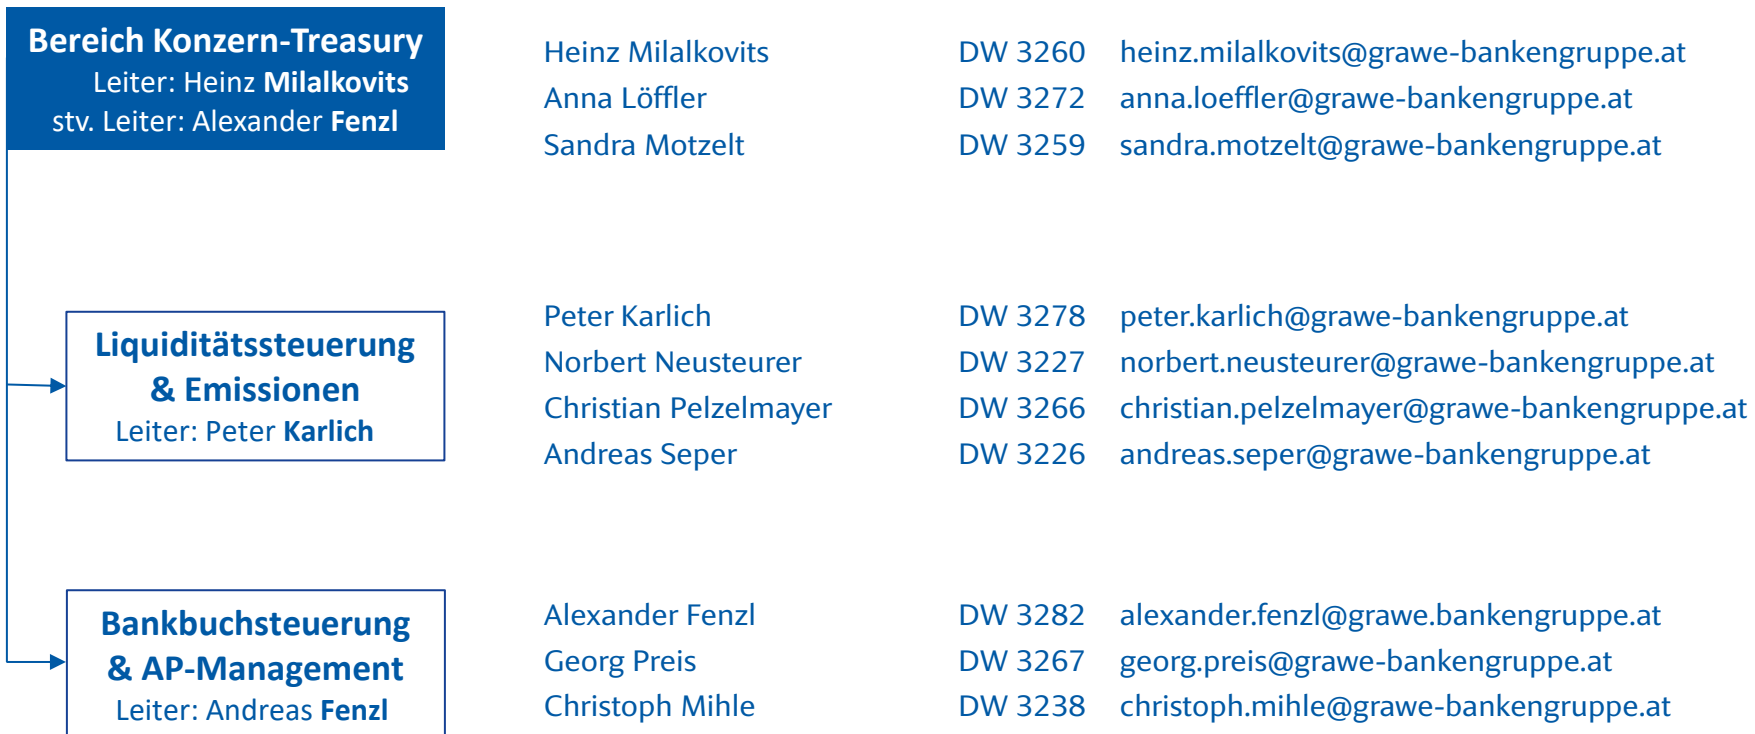 Bereich Konzern-Treasury
Leiter: Heinz Milalkovits
stv. Leiter: Alexander Fenzl
Heinz Milalkovits DW 3260 heinz.milalkovits@grawe-bankengruppe.at
Anna Löffler DW 3272 anna.loeffler@grawe-bankengruppe.at
Sandra Motzelt DW 3259 sandra.motzelt@grawe-bankengruppe.at
Liquiditätssteuerung
& Emissionen
Leiter: Peter Karlich
Peter Karlich DW 3278 peter.karlich@grawe-bankengruppe.at
Norbert Neusteurer DW 3227 norbert.neusteurer@grawe-bankengruppe.at
Christian Pelzelmayer DW 3266 christian.pelzelmayer@grawe-bankengruppe.at
Andreas Seper DW 3226 andreas.seper@grawe-bankengruppe.at
Bankbuchsteuerung
& AP-Management
Leiter: Andreas Fenzl
Alexander Fenzl DW 3282 alexander.fenzl@grawe.bankengruppe.at
Georg Preis DW 3267 georg.preis@grawe-bankengruppe.at
Christoph Mihle DW 3238 christoph.mihle@grawe-bankengruppe.at